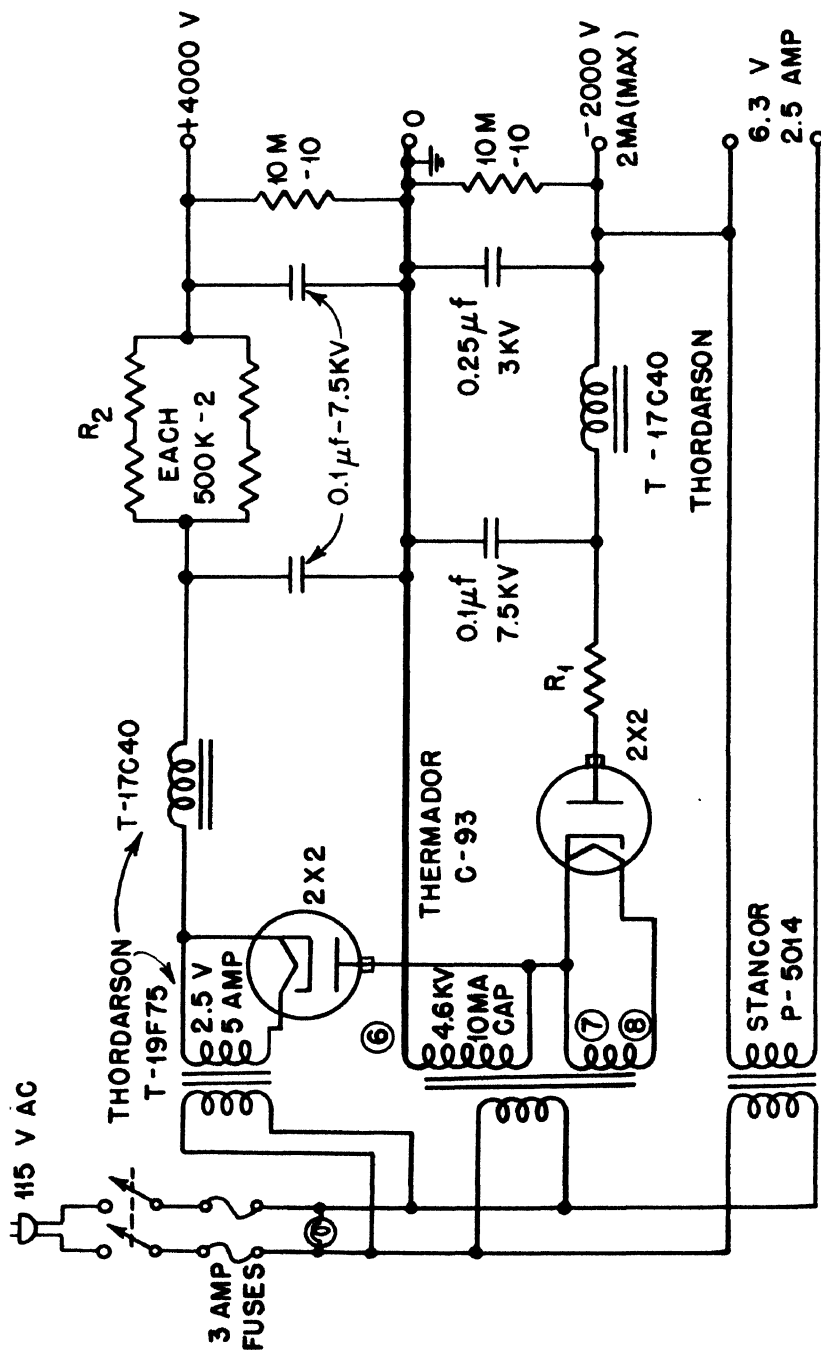 115 V AC
3 AMP
FUSES
THORDARSON
T-19F75
T-17C40
2.5 V
5 AMP
2X2
R2
EACH
500K-2
+4000 V
10M
-10
0.1µf-7.5KV
6
4.6KV
10MA
CAP
7
8
THERMADOR
C-93
0
2X2
R1
0.1µf
7.5KV
0.25µf
3KV
10M
-10
T-17C40
THORDARSON
-2000 V
2MA(MAX)
STANCOR
P-5014
6.3 V
2.5 AMP